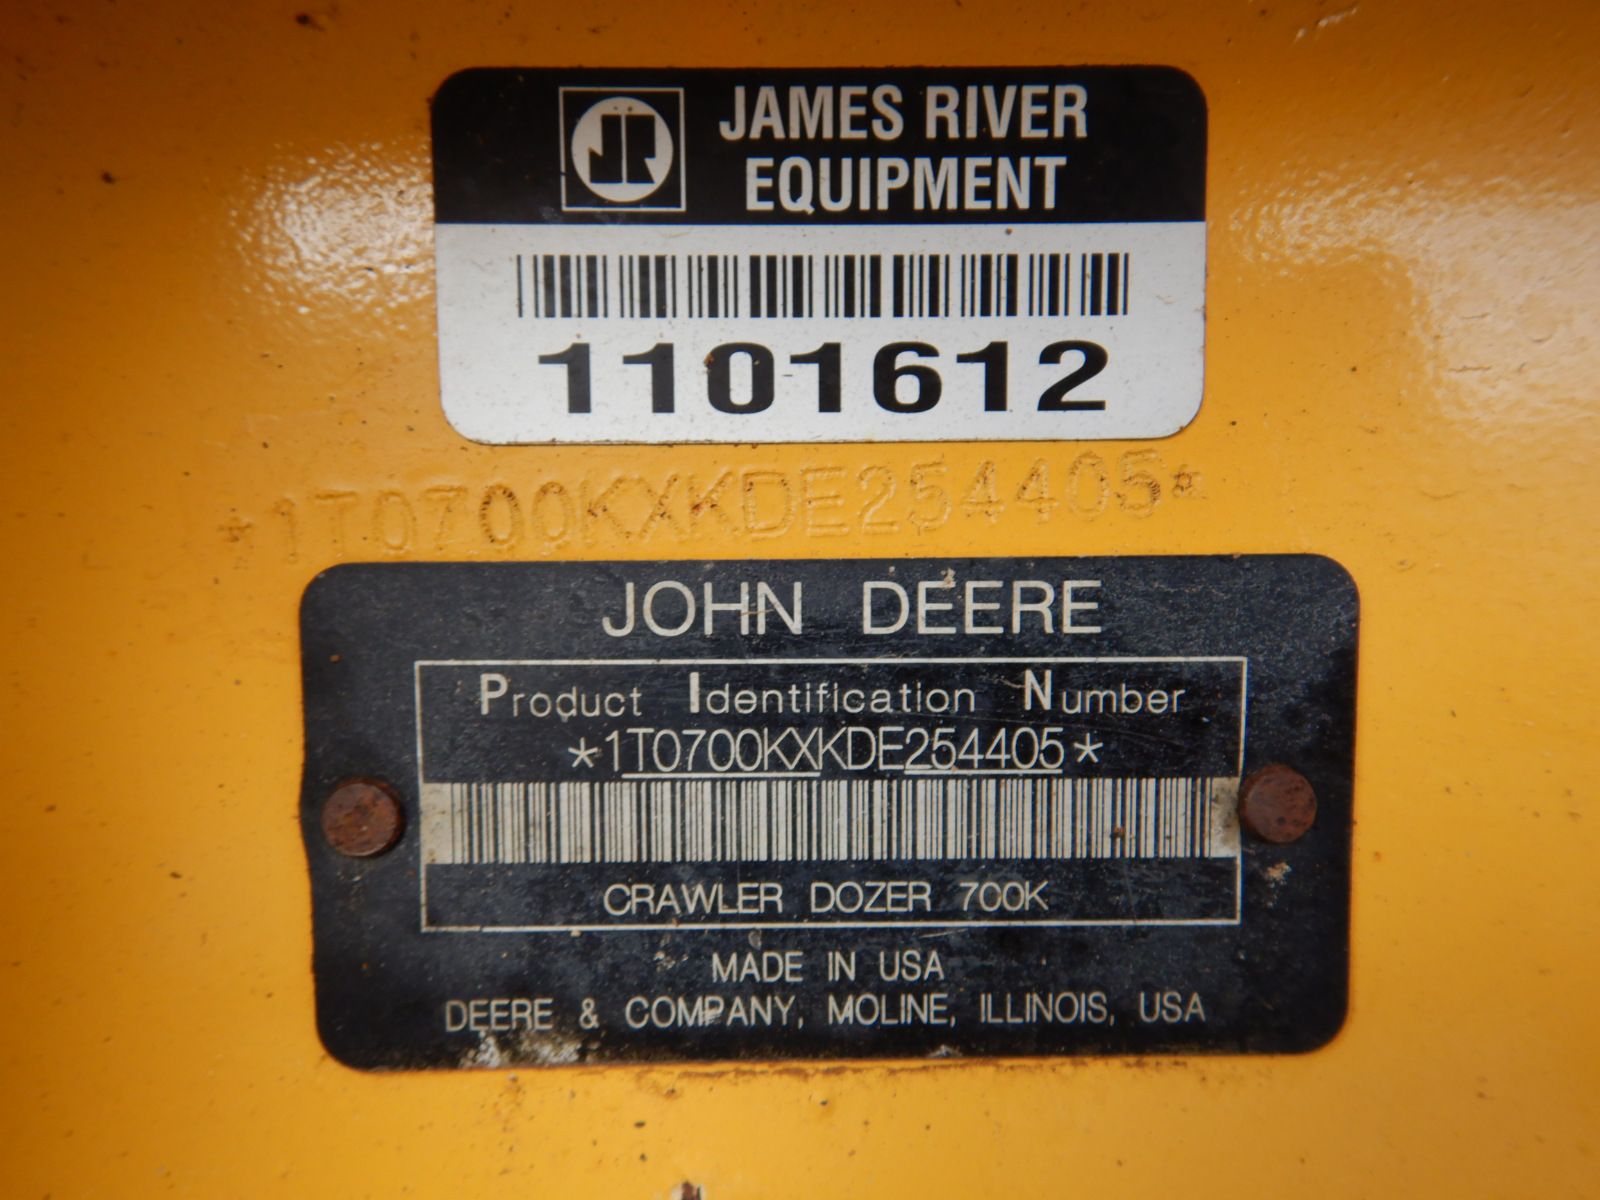 JR
JAMES RIVER
EQUIPMENT
1101612
*1T0700KXKDE254405*
JOHN DEERE
Product Identification Number
*1T0700KXKDE254405*
CRAWLER DOZER 700K
MADE IN USA
DEERE & COMPANY, MOLINE, ILLINOIS, USA